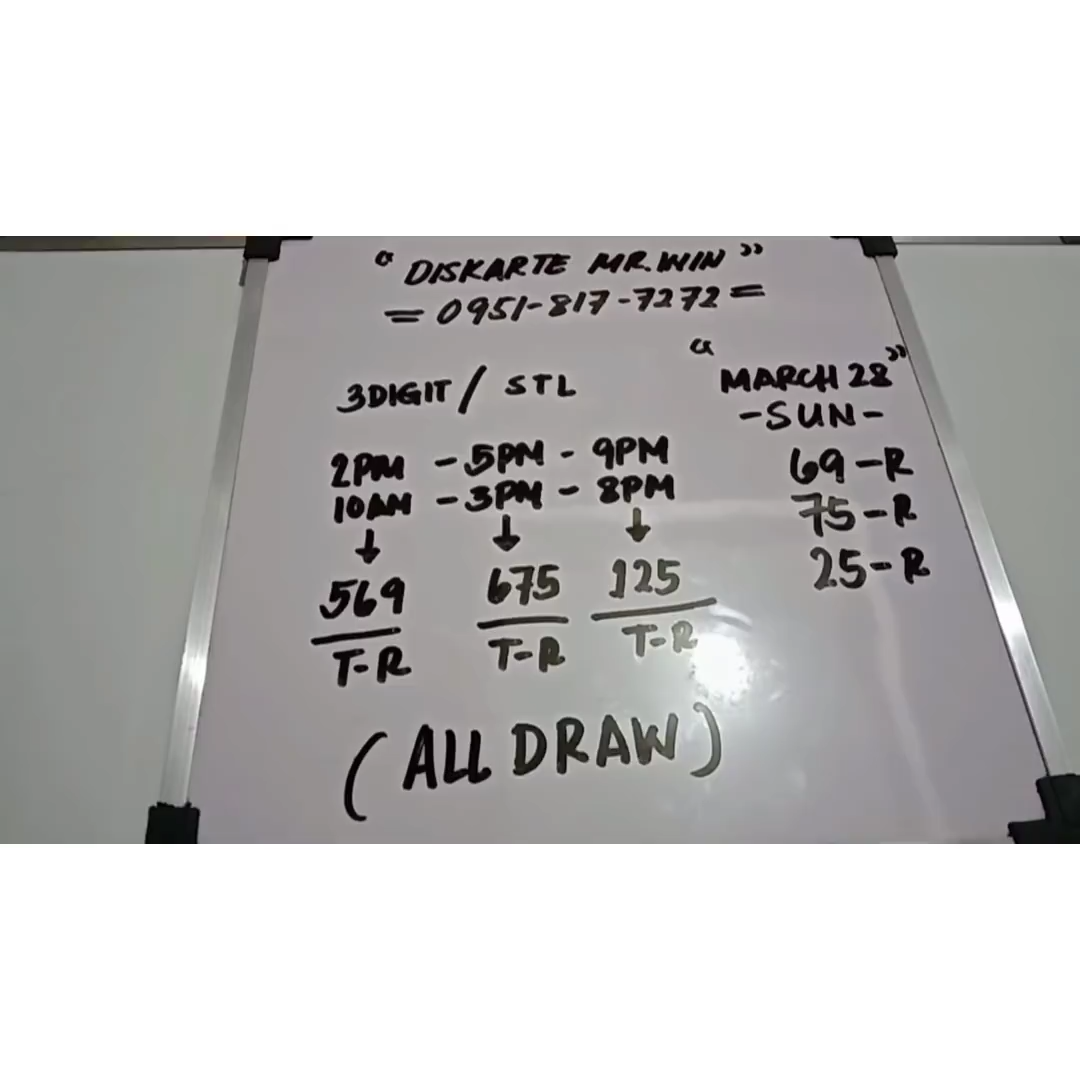 “ DISKARTE MR.WIN ”
= 0951-817-7272 =
3DIGIT / STL
2PM - 5PM - 9PM
10AM - 3PM - 8PM
↓ ↓ ↓
569 675 125
T-R T-R T-R
(ALL DRAW)
“ MARCH 28 ”
-SUN-
69-R
75-R
25-R